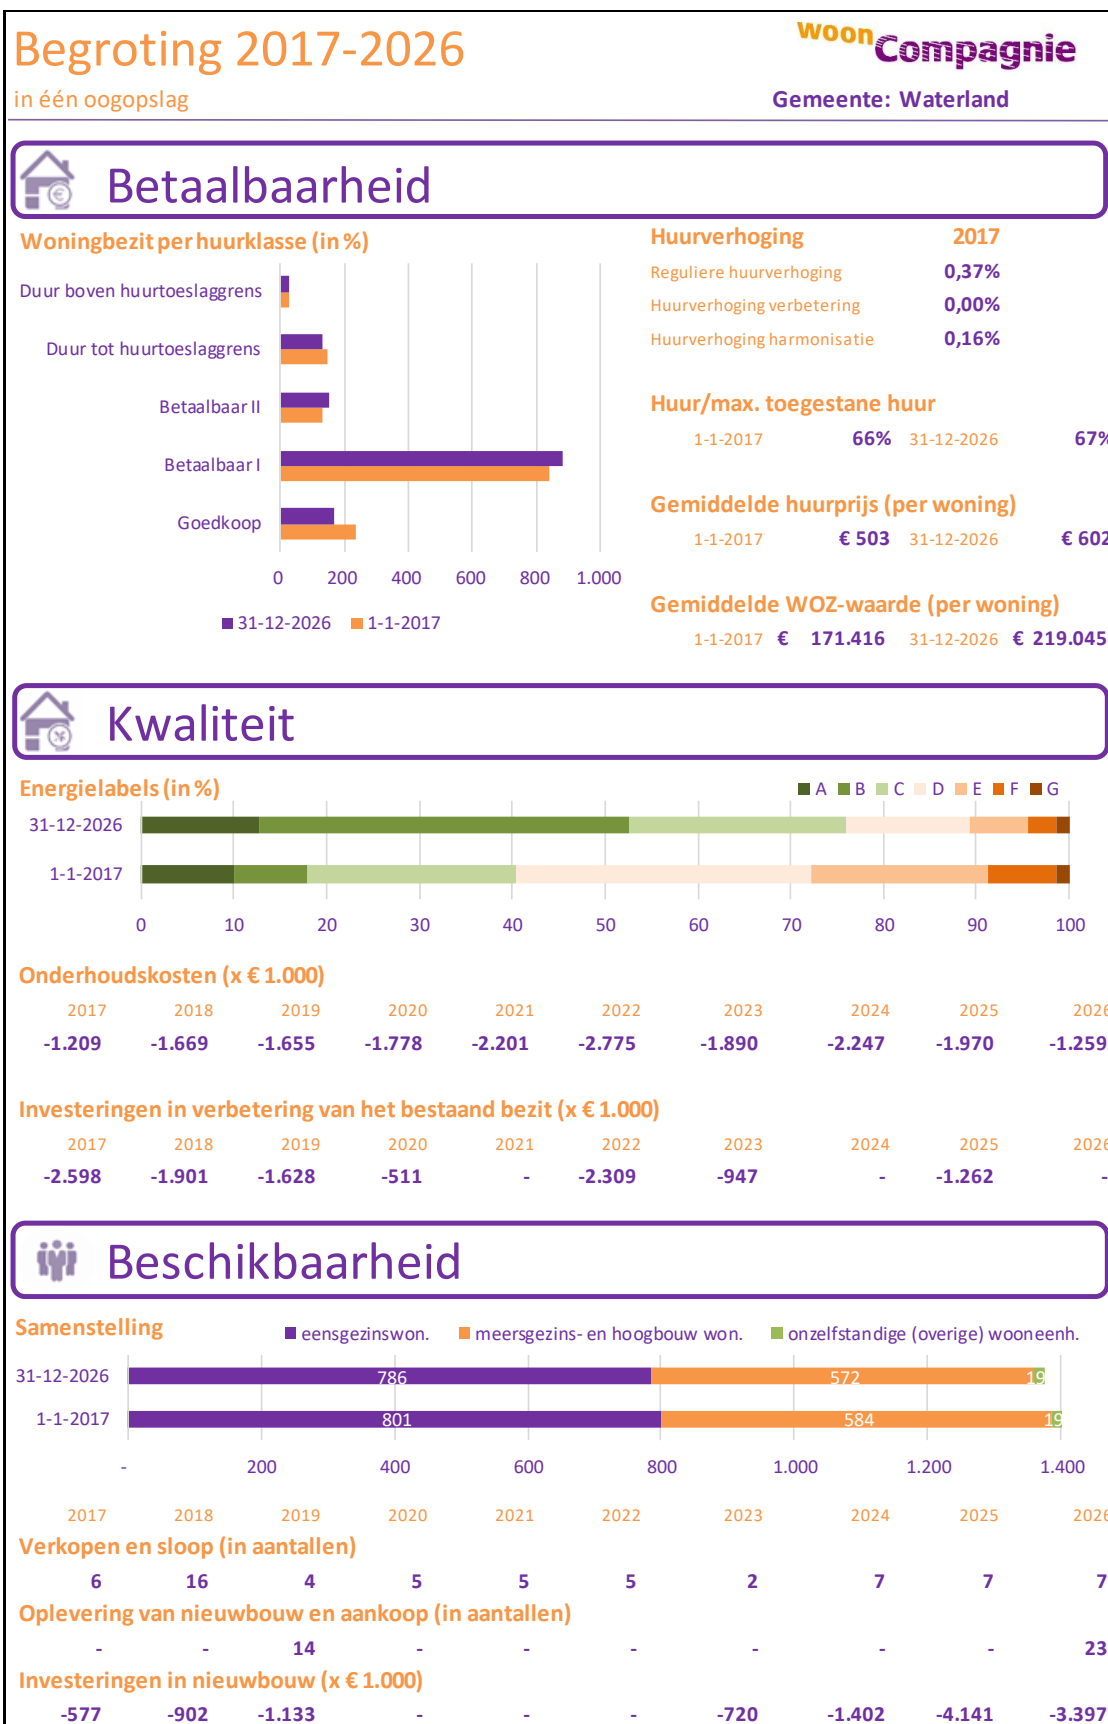 Begroting 2017-2026
woonCompagnie
in één oogopslag
Gemeente: Waterland
Betaalbaarheid
Woningbezit per huurklasse (in %)
Duur boven huurtoeslaggrens
Duur tot huurtoeslaggrens
Betaalbaar II
Betaalbaar I
Goedkoop
0 200 400 600 800 1.000
31-12-2026 1-1-2017
Huurverhoging 2017
Reguliere huurverhoging 0,37%
Huurverhoging verbetering 0,00%
Huurverhoging harmonisatie 0,16%
Huur/max. toegestane huur
1-1-2017 66% 31-12-2026 67%
Gemiddelde huurprijs (per woning)
1-1-2017 € 503 31-12-2026 € 602
Gemiddelde WOZ-waarde (per woning)
1-1-2017 € 171.416 31-12-2026 € 219.045
Kwaliteit
Energielabels (in %)
A B C D E F G
31-12-2026
1-1-2017
0 10 20 30 40 50 60 70 80 90 100
Onderhoudskosten (x € 1.000)
2017 2018 2019 2020 2021 2022 2023 2024 2025 2026
-1.209 -1.669 -1.655 -1.778 -2.201 -2.775 -1.890 -2.247 -1.970 -1.259
Investeringen in verbetering van het bestaand bezit (x € 1.000)
2017 2018 2019 2020 2021 2022 2023 2024 2025 2026
-2.598 -1.901 -1.628 -511 - -2.309 -947 - -1.262 -
Beschikbaarheid
Samenstelling
eensgezinswon. meersgezins- en hoogbouw won. onzelfstandige (overige) wooneenh.
31-12-2026 786 572 19
1-1-2017 801 584 19
- 200 400 600 800 1.000 1.200 1.400
2017 2018 2019 2020 2021 2022 2023 2024 2025 2026
Verkopen en sloop (in aantallen)
6 16 4 5 5 5 2 7 7 7
Oplevering van nieuwbouw en aankoop (in aantallen)
- - 14 - - - - - - 23
Investeringen in nieuwbouw (x € 1.000)
-577 -902 -1.133 - - - -720 -1.402 -4.141 -3.397